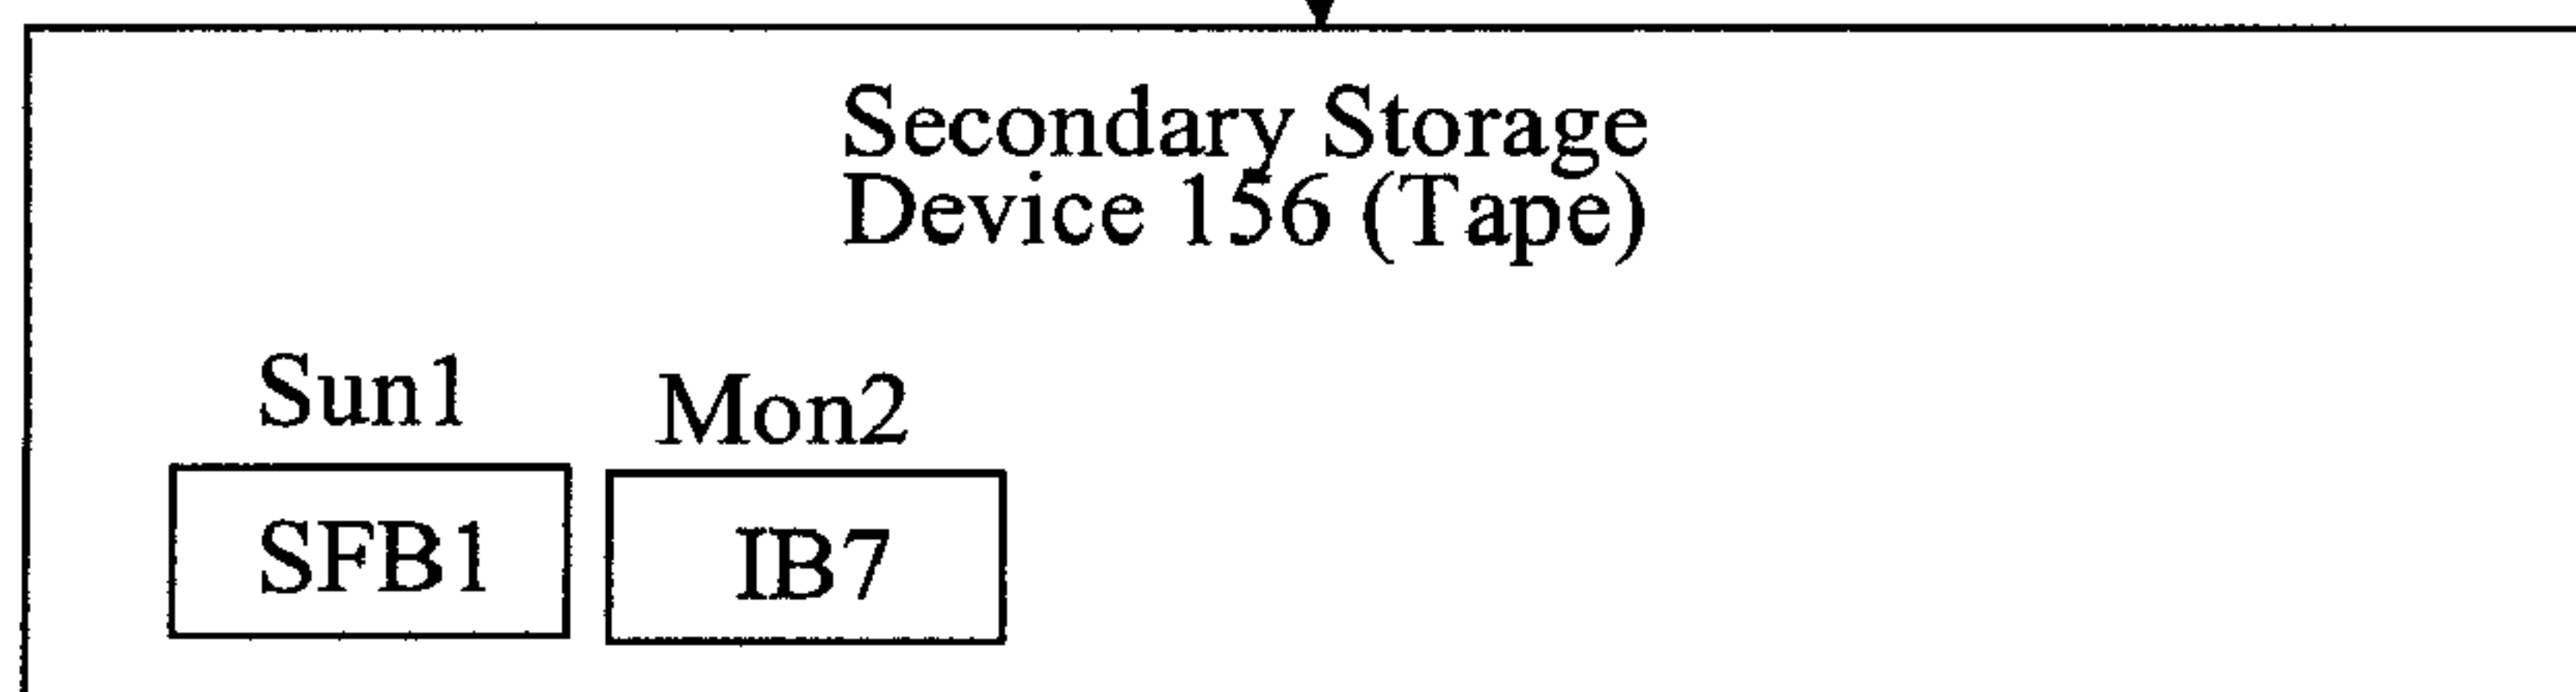 Secondary Storage
Device 156 (Tape)
Sun1
Mon2
SFB1
IB7